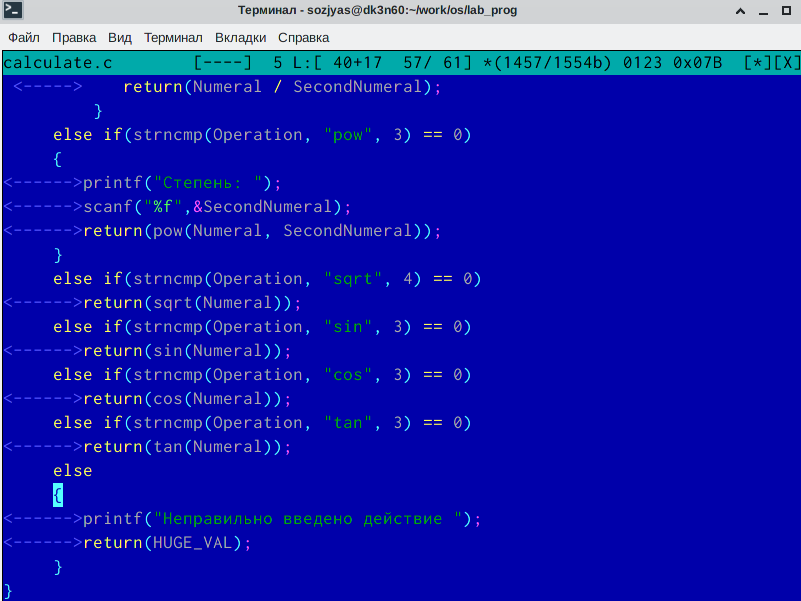 Терминал - sozjyas@dk3n60:~/work/os/lab_prog
Файл Правка Вид Терминал Вкладки Справка
calculate.c [----] 5 L:[ 40+17 57/ 61] *(1457/1554b) 0123 0x07B [*][X]
<----->    return(Numeral / SecondNumeral);
         }
     else if(strncmp(Operation, "pow", 3) == 0)
     {
<------>printf("Степень: ");
<------>scanf("%f",&SecondNumeral);
<------>return(pow(Numeral, SecondNumeral));
     }
     else if(strncmp(Operation, "sqrt", 4) == 0)
<------>return(sqrt(Numeral));
     else if(strncmp(Operation, "sin", 3) == 0)
<------>return(sin(Numeral));
     else if(strncmp(Operation, "cos", 3) == 0)
<------>return(cos(Numeral));
     else if(strncmp(Operation, "tan", 3) == 0)
<------>return(tan(Numeral));
     else
     {
<------>printf("Неправильно введено действие ");
<------>return(HUGE_VAL);
     }
}